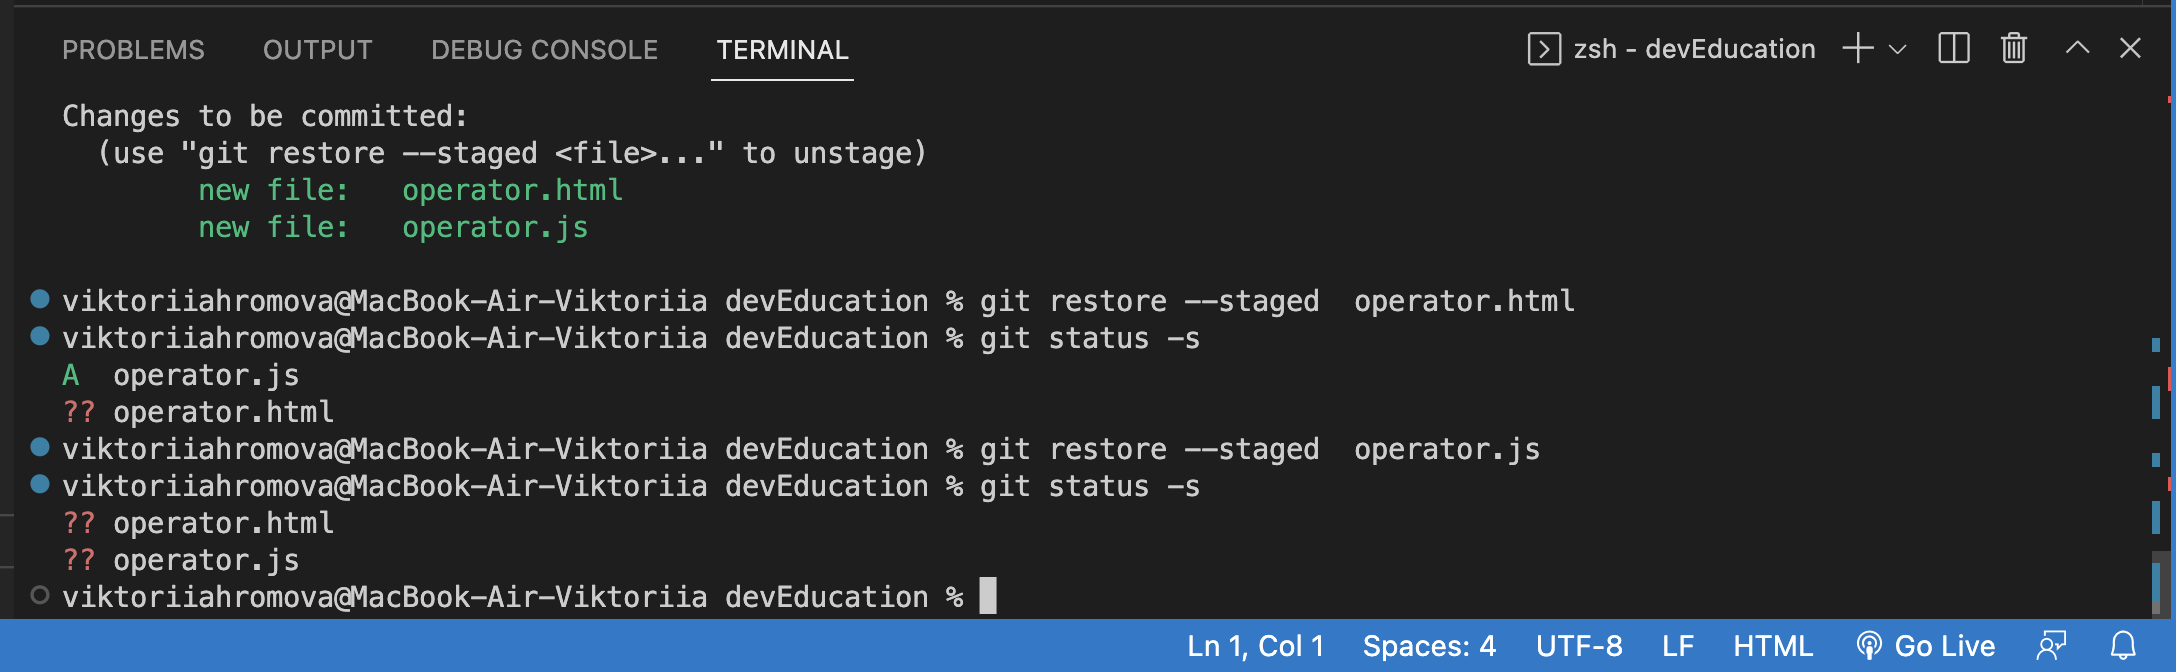 PROBLEMS OUTPUT DEBUG CONSOLE TERMINAL zsh - devEducation
Changes to be committed:
(use "git restore --staged <file>..." to unstage)
new file: operator.html
new file: operator.js
viktoriiahromova@MacBook-Air-Viktoriia devEducation % git restore --staged operator.html
viktoriiahromova@MacBook-Air-Viktoriia devEducation % git status -s
A operator.js
?? operator.html
viktoriiahromova@MacBook-Air-Viktoriia devEducation % git restore --staged operator.js
viktoriiahromova@MacBook-Air-Viktoriia devEducation % git status -s
?? operator.html
?? operator.js
viktoriiahromova@MacBook-Air-Viktoriia devEducation %
Ln 1, Col 1 Spaces: 4 UTF-8 LF HTML Go Live